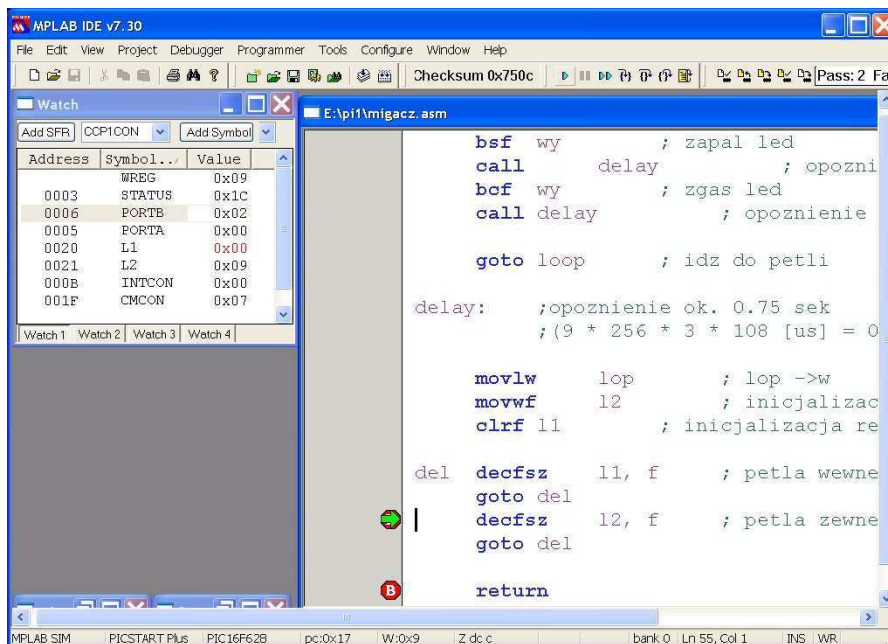 MPLAB IDE v7.30
File Edit View Project Debugger Programmer Tools Configure Window Help
Checksum 0x750c Pass: 2 Fa
Watch
Add SFR CCP1CON Add Symbol
Address Symbol.. Value
WREG 0x09
0003 STATUS 0x1C
0006 PORTB 0x02
0005 PORTA 0x00
0020 L1 0x00
0021 L2 0x09
000B INTCON 0x00
001F CMCON 0x07
Watch 1 Watch 2 Watch 3 Watch 4
E:\pi1\migacz.asm
bsf wy ; zapal led
call delay ; opozni
bcf wy ; zgas led
call delay ; opoznienie
goto loop ; idz do petli
delay: ;opoznienie ok. 0.75 sek
;(9 * 256 * 3 * 108 [us] = 0
movlw lop ; lop ->w
movwf l2 ; inicjalizac
clrf l1 ; inicjalizacja re
del decfsz l1, f ; petla wewne
goto del
decfsz l2, f ; petla zewne
goto del
B return
MPLAB SIM PICSTART Plus PIC16F628 pc:0x17 W:0x9 Z dc c bank 0 Ln 55, Col 1 INS WR